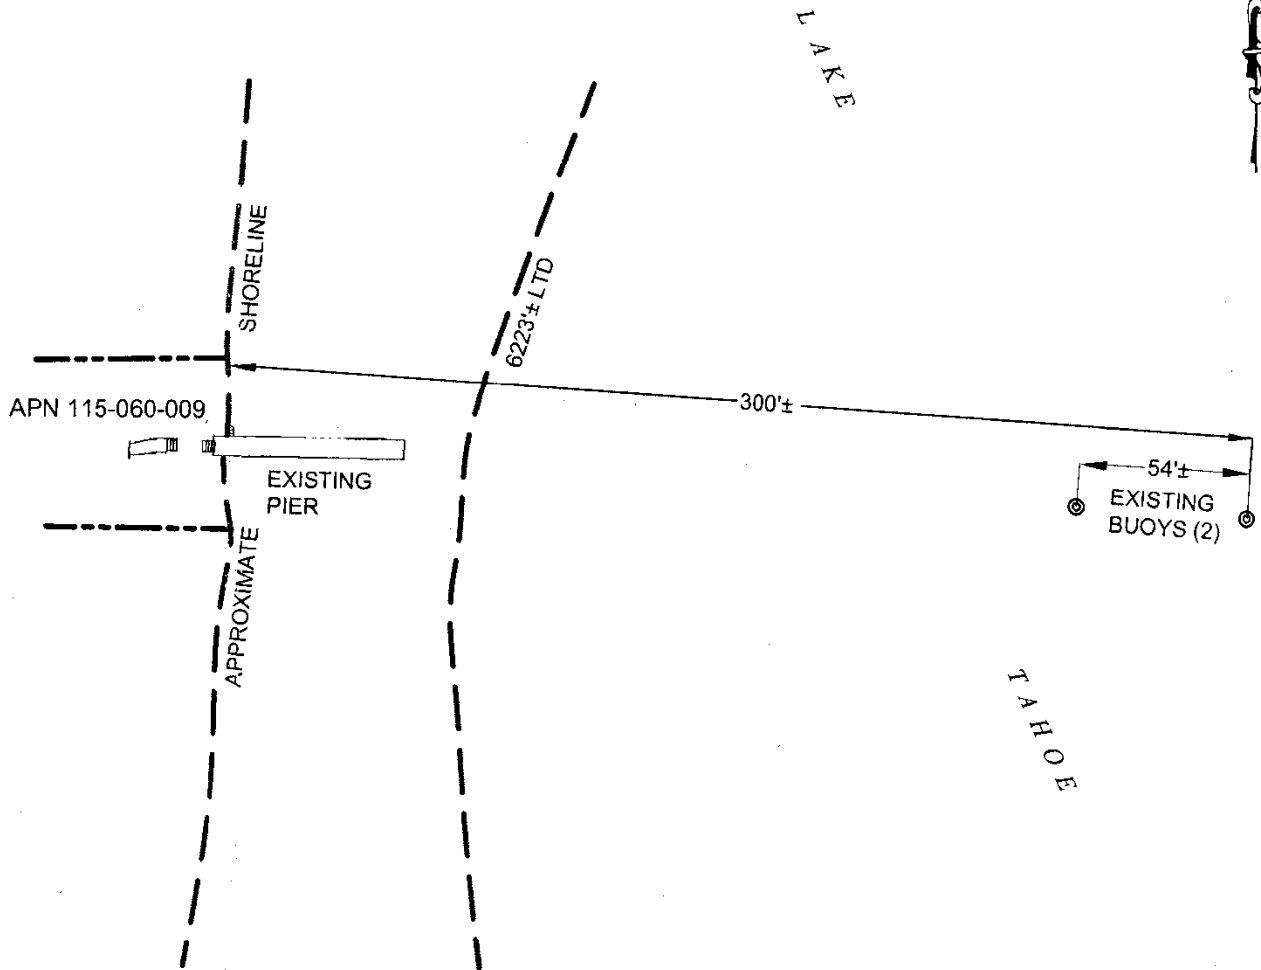 LAKE
SHORELINE
6223'± LTD
300'±
APN 115-060-009
54'±
EXISTING
PIER
EXISTING
BUOYS (2)
APPROXIMATE
TAHOE